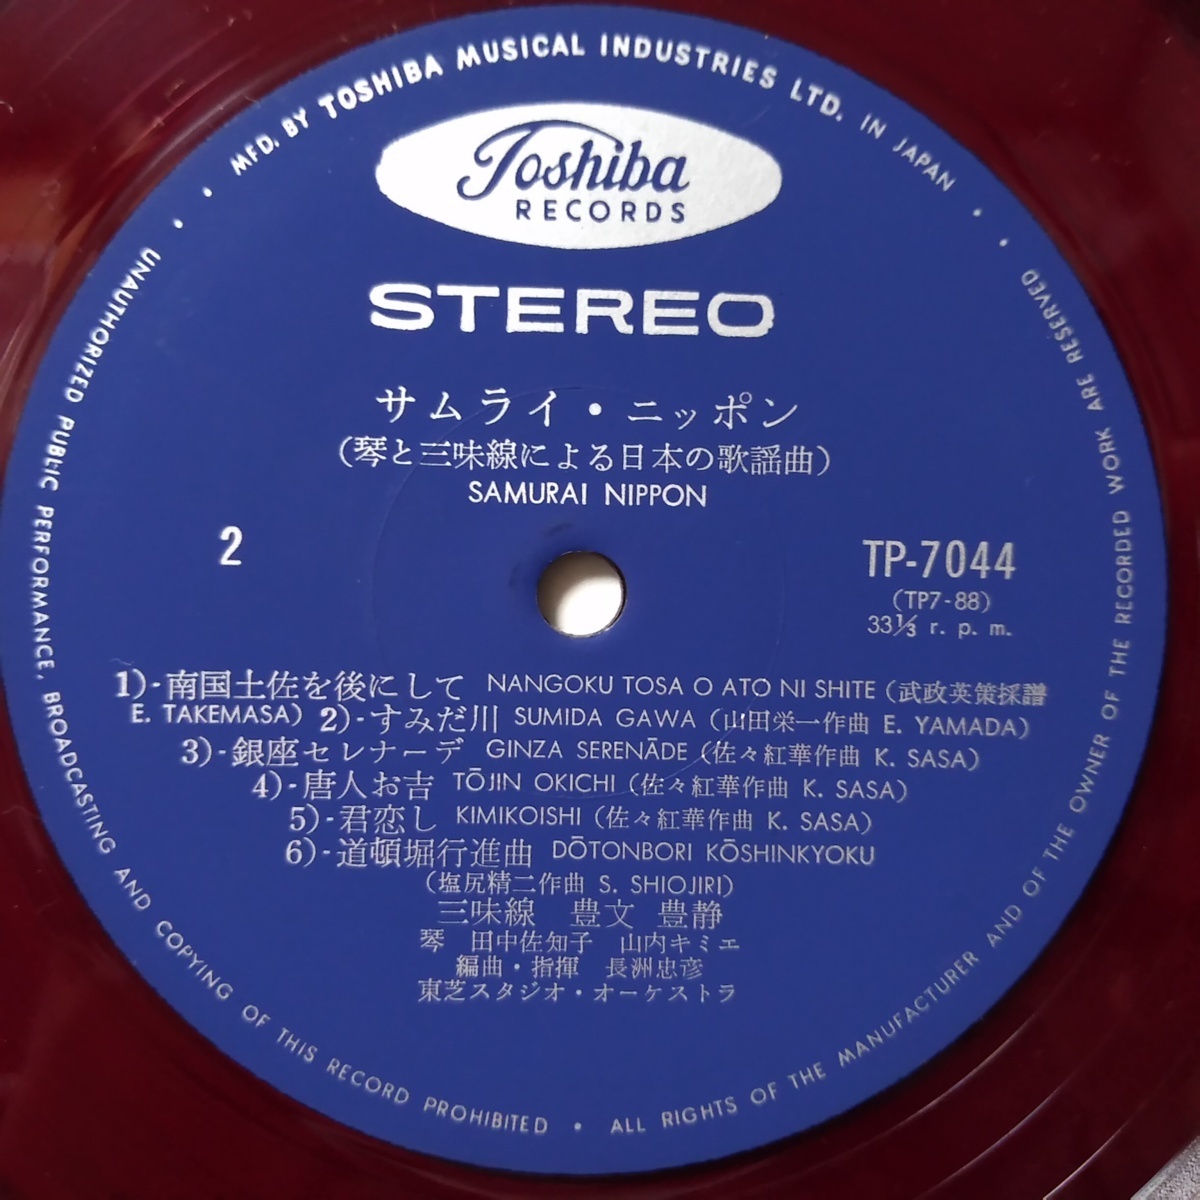 MFD. BY TOSHIBA MUSICAL INDUSTRIES LTD. IN JAPAN
Toshiba
RECORDS
STEREO
サムライ・ニッポン
(琴と三味線による日本の歌謡曲)
SAMURAI NIPPON
2
TP-7044
(TP7-88)
33⅓ r. p. m.
1)-南国土佐を後にして NANGOKU TOSA O ATO NI SHITE (武政英策採譜
E. TAKEMASA) 2)-すみだ川 SUMIDA GAWA (山田栄一作曲 E. YAMADA)
3)-銀座セレナーデ GINZA SERENĀDE (佐々紅華作曲 K. SASA)
4)-唐人お吉 TŌJIN OKICHI (佐々紅華作曲 K. SASA)
5)-君恋し KIMIKOISHI (佐々紅華作曲 K. SASA)
6)-道頓堀行進曲 DŌTONBORI KŌSHINKYOKU
(塩尻精二作曲 S. SHIOJIRI)
三味線 豊文 豊静
琴 田中佐知子 山内キミエ
編曲・指揮 長洲忠彦
東芝スタジオ・オーケストラ
UNAUTHORIZED PUBLIC PERFORMANCE, BROADCASTING AND COPYING OF THIS RECORD PROHIBITED • ALL RIGHTS OF THE MANUFACTURER AND OF THE OWNER OF THE RECORDED WORK ARE RESERVED